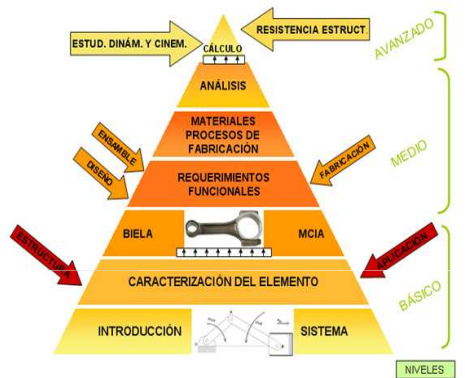 RESISTENCIA ESTRUCT.
ESTUD. DINÁM. Y CINEM.
AVANZADO
CÁLCULO
ANÁLISIS
MATERIALES
PROCESOS DE
FABRICACIÓN
MEDIO
ENSAMBLE
DISEÑO
FABRICACIÓN
REQUERIMIENTOS
FUNCIONALES
BIELA
MCIA
ESTRUCTURA
APLICACIÓN
CARACTERIZACIÓN DEL ELEMENTO
BÁSICO
INTRODUCCIÓN
SISTEMA
NIVELES